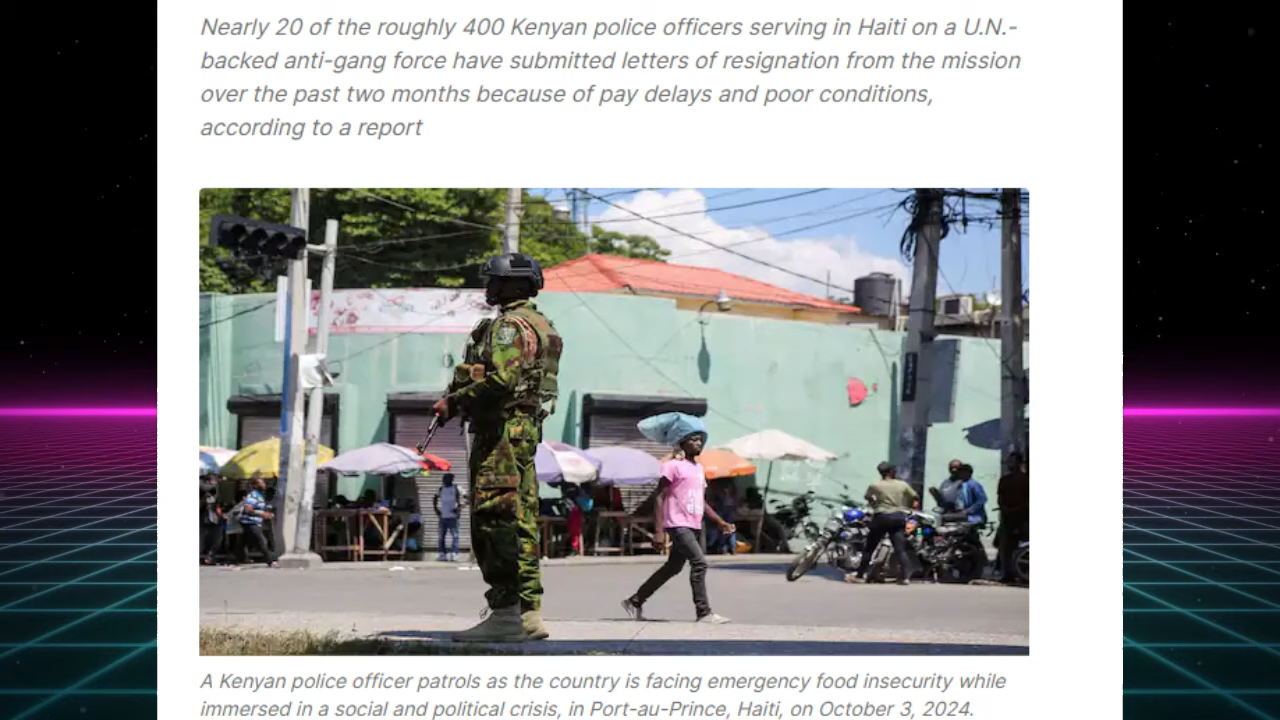 Nearly 20 of the roughly 400 Kenyan police officers serving in Haiti on a U.N.-
backed anti-gang force have submitted letters of resignation from the mission
over the past two months because of pay delays and poor conditions,
according to a report
A Kenyan police officer patrols as the country is facing emergency food insecurity while
immersed in a social and political crisis, in Port-au-Prince, Haiti, on October 3, 2024.